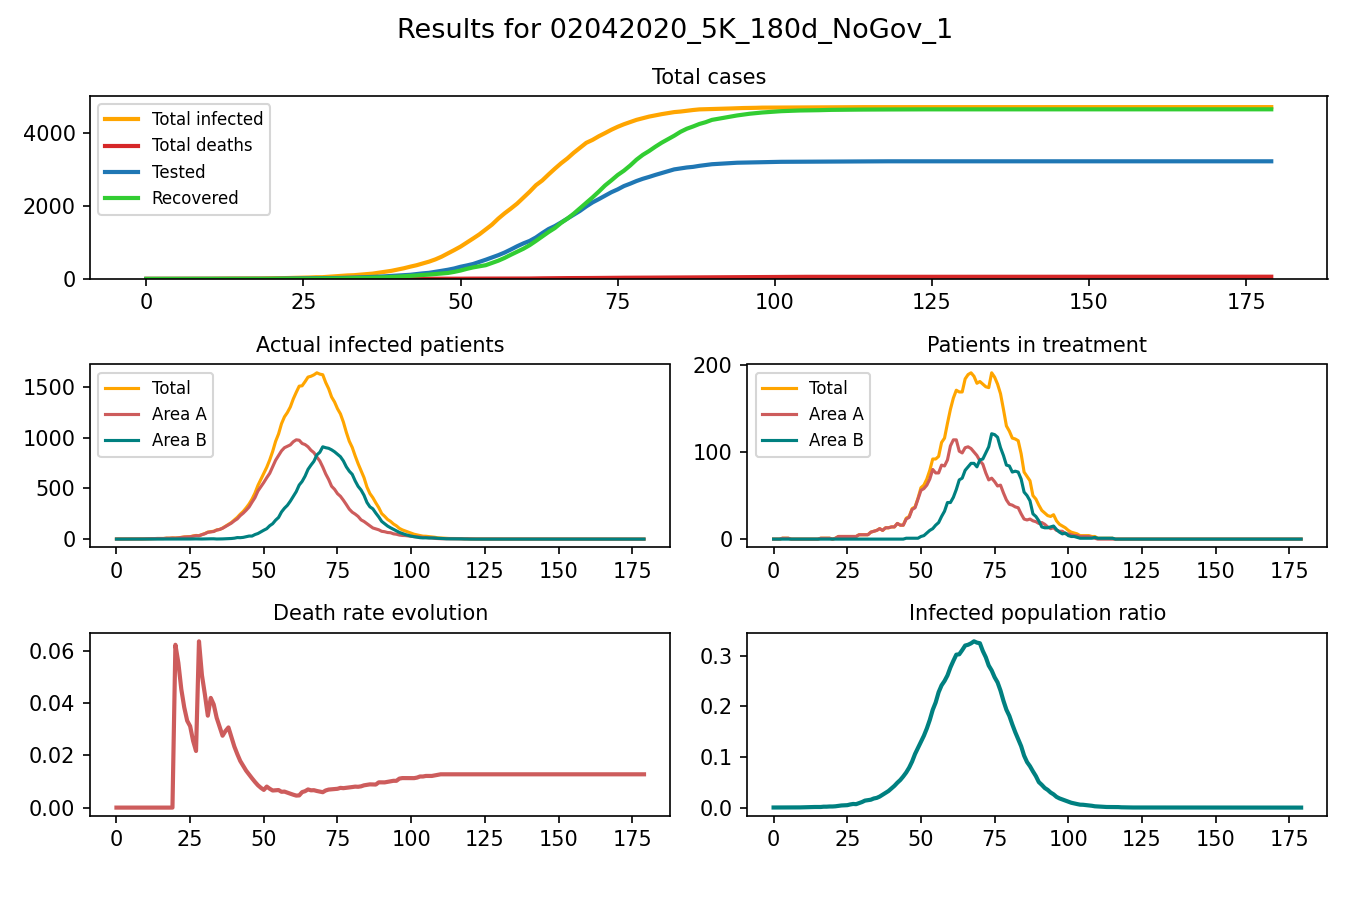 Results for 02042020_5K_180d_NoGov_1
Total cases
Total infected
Total deaths
Tested
Recovered
4000
2000
0
0 25 50 75 100 125 150 175
Actual infected patients
Total
Area A
Area B
1500
1000
500
0
0 25 50 75 100 125 150 175
Patients in treatment
Total
Area A
Area B
200
100
0
0 25 50 75 100 125 150 175
Death rate evolution
0.06
0.04
0.02
0.00
0 25 50 75 100 125 150 175
Infected population ratio
0.3
0.2
0.1
0.0
0 25 50 75 100 125 150 175